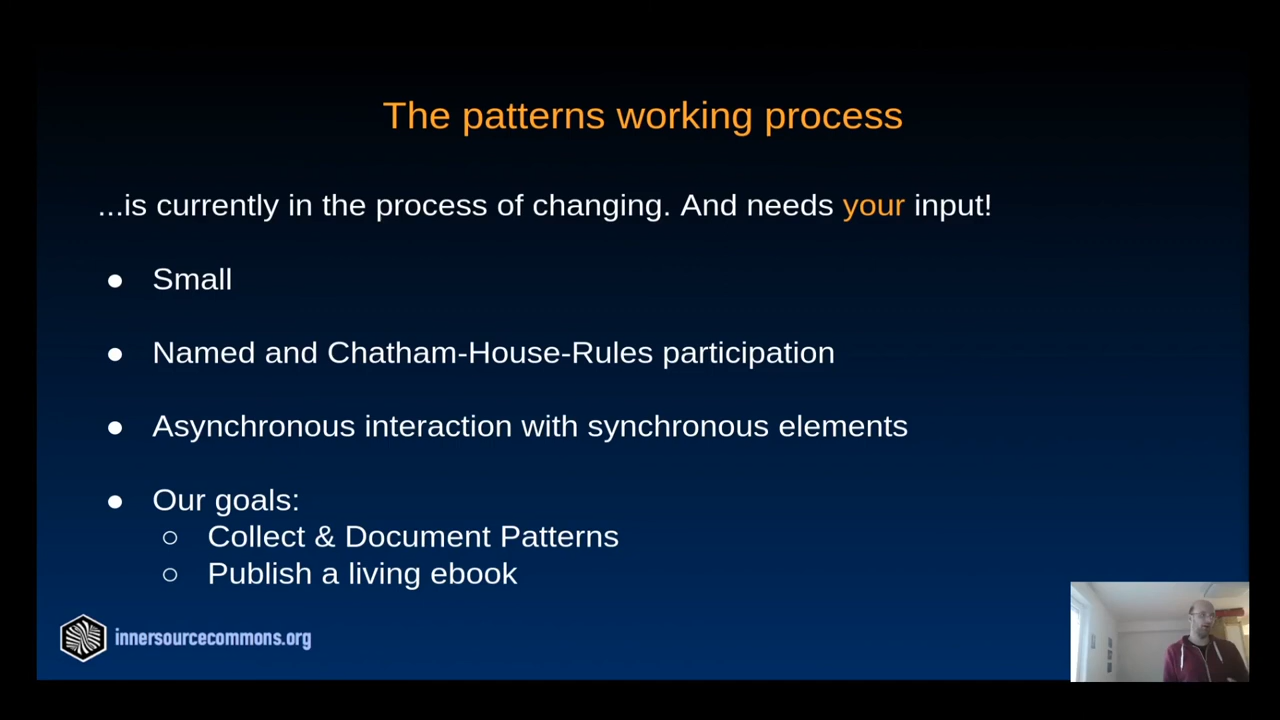 The patterns working process
...is currently in the process of changing. And needs your input!
● Small
● Named and Chatham-House-Rules participation
● Asynchronous interaction with synchronous elements
● Our goals:
○ Collect & Document Patterns
○ Publish a living ebook
innersourcecommons.org